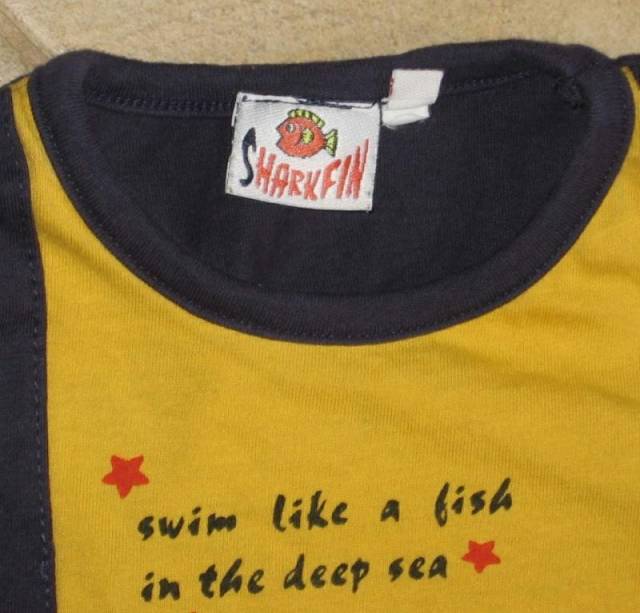 SHARKFIN
swim like a fish
in the deep sea